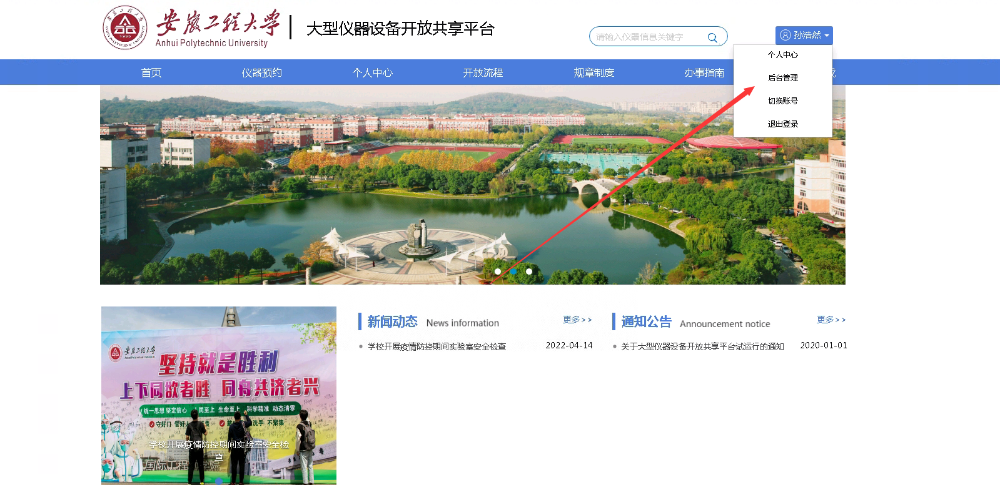 安徽工程大学
Anhui Polytechnic University
大型仪器设备开放共享平台
请输入仪器信息关键字
孙浩然
首页
仪器预约
个人中心
开放流程
规章制度
办事指南
个人中心
后台管理
切换账号
退出登录
安徽工程大学
坚持就是胜利
上下同欲者胜 同舟共济者兴
统一思想 坚定信心 人民至上 生命至上 科学精准 动态清零
守好门 管好人
洗手 不聚集
学校开展疫情防控期间实验室安全检
查
国际工程师学院
新闻动态 News information 更多>>
学校开展疫情防控期间实验室安全检查 2022-04-14
通知公告 Announcement notice 更多>>
关于大型仪器设备开放共享平台试运行的通知 2020-01-01